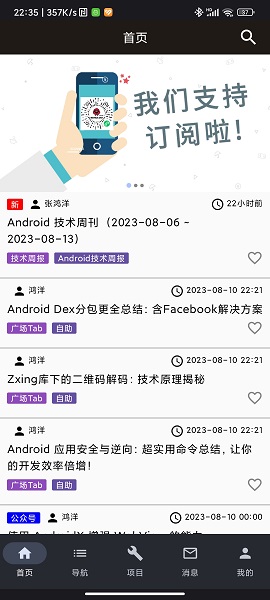 22:35 | 357K/s
87
首页
我们支持
订阅啦!
新 张鸿洋 22小时前
Android 技术周刊 (2023-08-06 -
2023-08-13)
技术周报 Android技术周报
鸿洋 2023-08-10 22:21
Android Dex分包更全总结: 含Facebook解决方案
广场Tab 自助
鸿洋 2023-08-10 22:21
Zxing库下的二维码解码: 技术原理揭秘
广场Tab 自助
鸿洋 2023-08-10 22:21
Android 应用安全与逆向: 超实用命令总结, 让你
的开发效率倍增!
广场Tab 自助
公众号 鸿洋 2023-08-10 00:00
首页 导航 项目 消息 我的